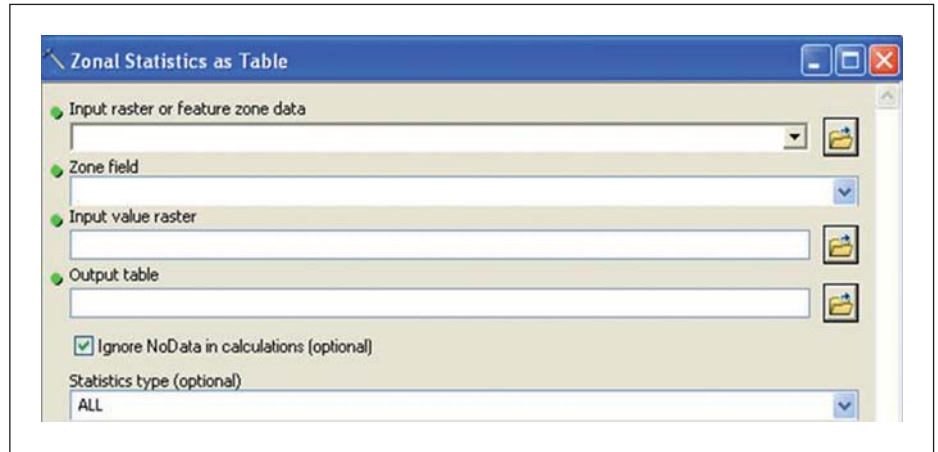 Zonal Statistics as Table
Input raster or feature zone data
Zone field
Input value raster
Output table
Ignore NoData in calculations (optional)
Statistics type (optional)
ALL